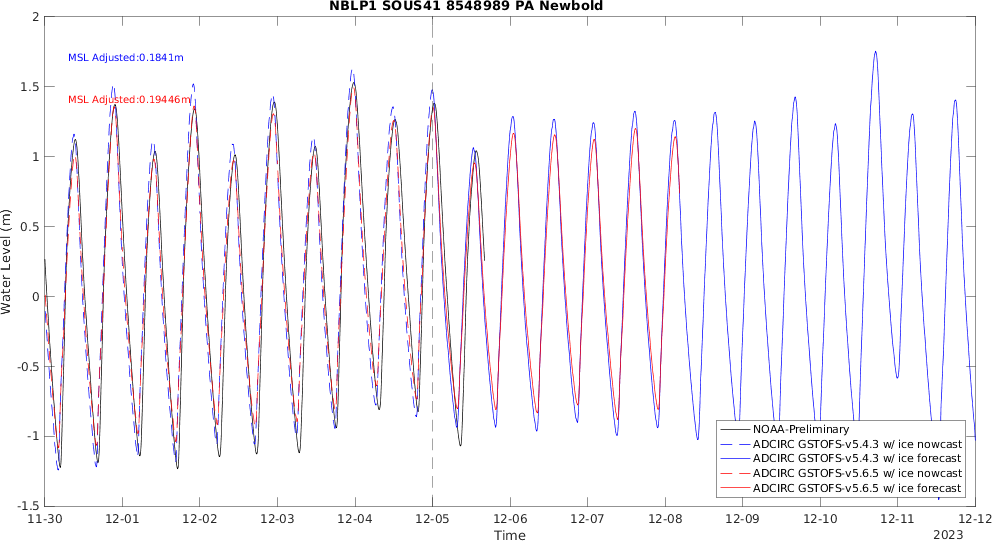 NBLP1 SOUS41 8548989 PA Newbold
2
1.5
1
0.5
0
-0.5
-1
-1.5
Water Level (m)
MSL Adjusted:0.1841m
MSL Adjusted:0.19446m
NOAA-Preliminary
ADCIRC GSTOFS-v5.4.3 w/ ice nowcast
ADCIRC GSTOFS-v5.4.3 w/ ice forecast
ADCIRC GSTOFS-v5.6.5 w/ ice nowcast
ADCIRC GSTOFS-v5.6.5 w/ ice forecast
11-30 12-01 12-02 12-03 12-04 12-05 12-06 12-07 12-08 12-09 12-10 12-11 12-12
Time
2023